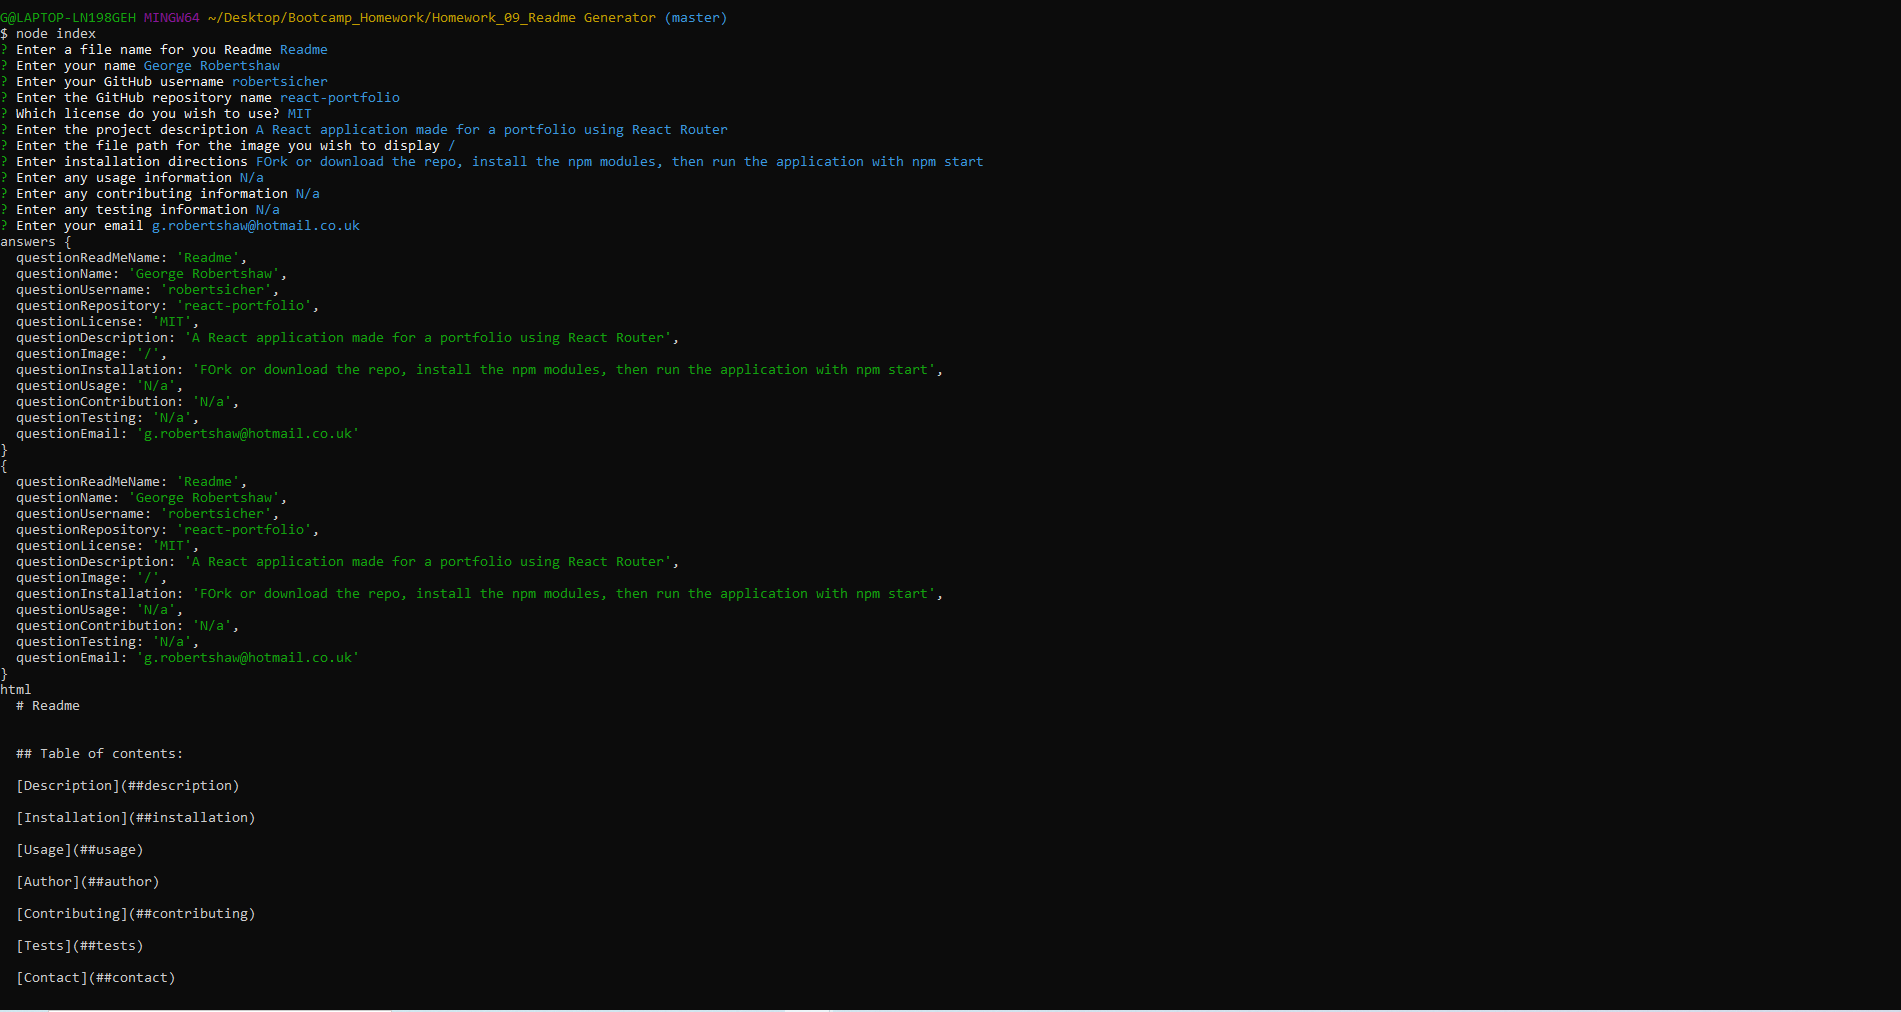 G@LAPTOP-LN198GEH MINGW64 ~/Desktop/Bootcamp_Homework/Homework_09_Readme Generator (master)
$ node index
? Enter a file name for you Readme Readme
? Enter your name George Robertshaw
? Enter your GitHub username robertsicher
? Enter the GitHub repository name react-portfolio
? Which license do you wish to use? MIT
? Enter the project description A React application made for a portfolio using React Router
? Enter the file path for the image you wish to display /
? Enter installation directions FOrk or download the repo, install the npm modules, then run the application with npm start
? Enter any usage information N/a
? Enter any contributing information N/a
? Enter any testing information N/a
? Enter your email g.robertshaw@hotmail.co.uk
answers {
  questionReadMeName: 'Readme',
  questionName: 'George Robertshaw',
  questionUsername: 'robertsicher',
  questionRepository: 'react-portfolio',
  questionLicense: 'MIT',
  questionDescription: 'A React application made for a portfolio using React Router',
  questionImage: '/',
  questionInstallation: 'FOrk or download the repo, install the npm modules, then run the application with npm start',
  questionUsage: 'N/a',
  questionContribution: 'N/a',
  questionTesting: 'N/a',
  questionEmail: 'g.robertshaw@hotmail.co.uk'
}
{
  questionReadMeName: 'Readme',
  questionName: 'George Robertshaw',
  questionUsername: 'robertsicher',
  questionRepository: 'react-portfolio',
  questionLicense: 'MIT',
  questionDescription: 'A React application made for a portfolio using React Router',
  questionImage: '/',
  questionInstallation: 'FOrk or download the repo, install the npm modules, then run the application with npm start',
  questionUsage: 'N/a',
  questionContribution: 'N/a',
  questionTesting: 'N/a',
  questionEmail: 'g.robertshaw@hotmail.co.uk'
}
html
  # Readme
  ## Table of contents:
  [Description](##description)
  [Installation](##installation)
  [Usage](##usage)
  [Author](##author)
  [Contributing](##contributing)
  [Tests](##tests)
  [Contact](##contact)